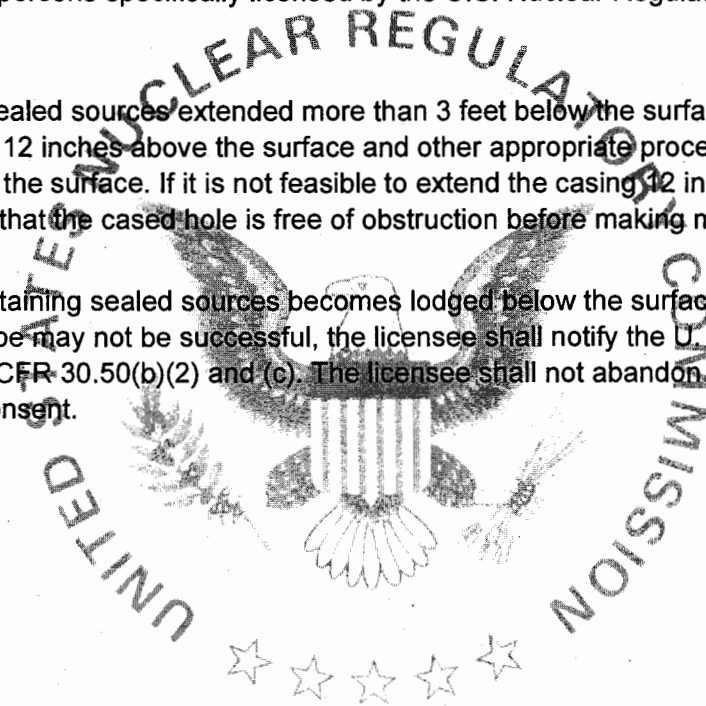 persons specifically licensed by the U.S. Nuclear Regula
ealed sources extended more than 3 feet below the surfa
12 inches above the surface and other appropriate proce
the surface. If it is not feasible to extend the casing 12 in
that the cased hole is free of obstruction before making m
taining sealed sources becomes lodged below the surfac
be may not be successful, the licensee shall notify the U.
CFR 30.50(b)(2) and (c). The licensee shall not abandon
nsent.
UNITED STATES NUCLEAR REGULATORY COMMISSION